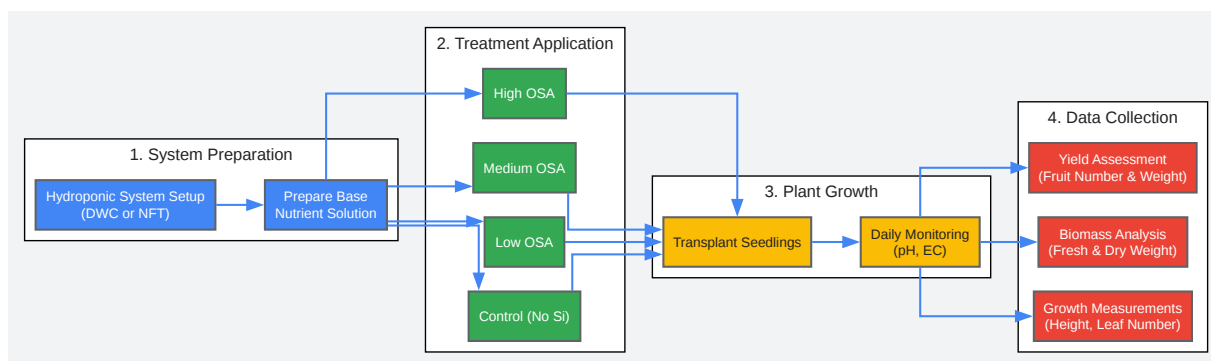 1. System Preparation
Hydroponic System Setup
(DWC or NFT)
Prepare Base
Nutrient Solution
2. Treatment Application
High OSA
Medium OSA
Low OSA
Control (No Si)
3. Plant Growth
Transplant Seedlings
Daily Monitoring
(pH, EC)
4. Data Collection
Yield Assessment
(Fruit Number & Weight)
Biomass Analysis
(Fresh & Dry Weight)
Growth Measurements
(Height, Leaf Number)